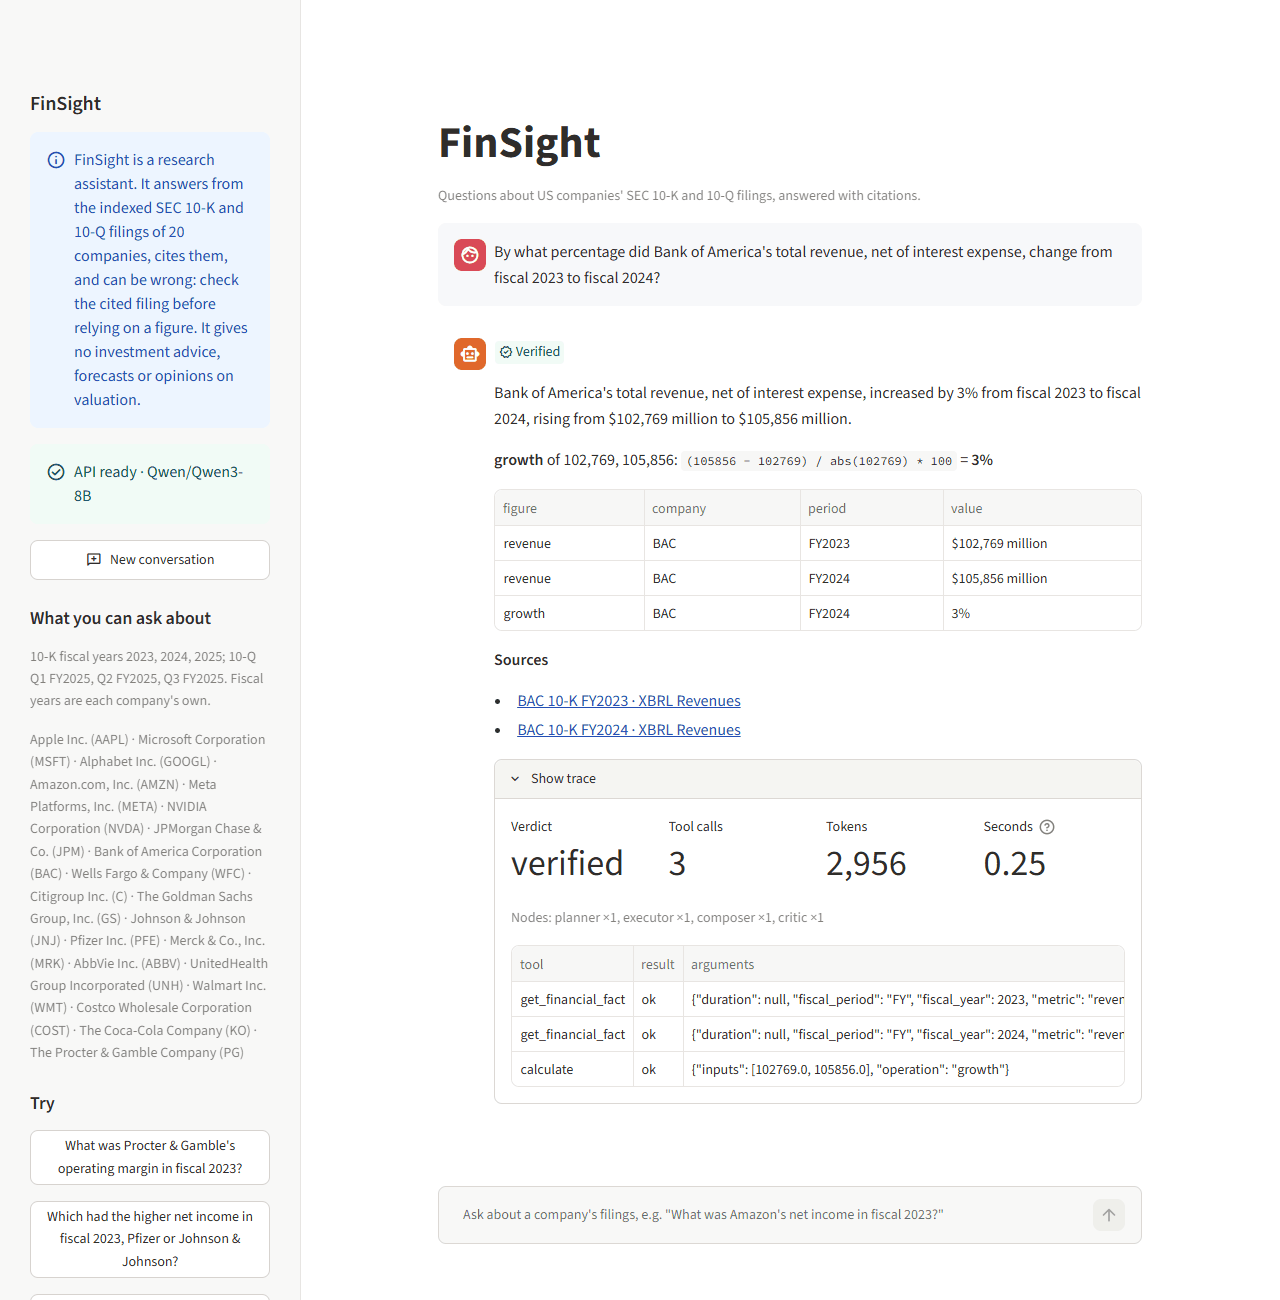 FinSight
FinSight is a research
assistant. It answers from
the indexed SEC 10-K and
10-Q filings of 20
companies, cites them,
and can be wrong: check
the cited filing before
relying on a figure. It gives
no investment advice,
forecasts or opinions on
valuation.
API ready · Qwen/Qwen3-
8B
New conversation
What you can ask about
10-K fiscal years 2023, 2024, 2025; 10-Q
Q1 FY2025, Q2 FY2025, Q3 FY2025. Fiscal
years are each company's own.
Apple Inc. (AAPL) · Microsoft Corporation
(MSFT) · Alphabet Inc. (GOOGL) ·
Amazon.com, Inc. (AMZN) · Meta
Platforms, Inc. (META) · NVIDIA
Corporation (NVDA) · JPMorgan Chase &
Co. (JPM) · Bank of America Corporation
(BAC) · Wells Fargo & Company (WFC) ·
Citigroup Inc. (C) · The Goldman Sachs
Group, Inc. (GS) · Johnson & Johnson
(JNJ) · Pfizer Inc. (PFE) · Merck & Co., Inc.
(MRK) · AbbVie Inc. (ABBV) · UnitedHealth
Group Incorporated (UNH) · Walmart Inc.
(WMT) · Costco Wholesale Corporation
(COST) · The Coca-Cola Company (KO) ·
The Procter & Gamble Company (PG)
Try
What was Procter & Gamble's
operating margin in fiscal 2023?
Which had the higher net income in
fiscal 2023, Pfizer or Johnson &
Johnson?
FinSight
Questions about US companies' SEC 10-K and 10-Q filings, answered with citations.
By what percentage did Bank of America's total revenue, net of interest expense, change from
fiscal 2023 to fiscal 2024?
Verified
Bank of America's total revenue, net of interest expense, increased by 3% from fiscal 2023 to fiscal
2024, rising from $102,769 million to $105,856 million.
growth of 102,769, 105,856: (105856 - 102769) / abs(102769) * 100 = 3%
figure company period value
revenue BAC FY2023 $102,769 million
revenue BAC FY2024 $105,856 million
growth BAC FY2024 3%
Sources
• BAC 10-K FY2023 · XBRL Revenues
• BAC 10-K FY2024 · XBRL Revenues
Show trace
Verdict Tool calls Tokens Seconds
verified 3 2,956 0.25
Nodes: planner ×1, executor ×1, composer ×1, critic ×1
tool result arguments
get_financial_fact ok {"duration": null, "fiscal_period": "FY", "fiscal_year": 2023, "metric": "reven
get_financial_fact ok {"duration": null, "fiscal_period": "FY", "fiscal_year": 2024, "metric": "reven
calculate ok {"inputs": [102769.0, 105856.0], "operation": "growth"}
Ask about a company's filings, e.g. "What was Amazon's net income in fiscal 2023?"